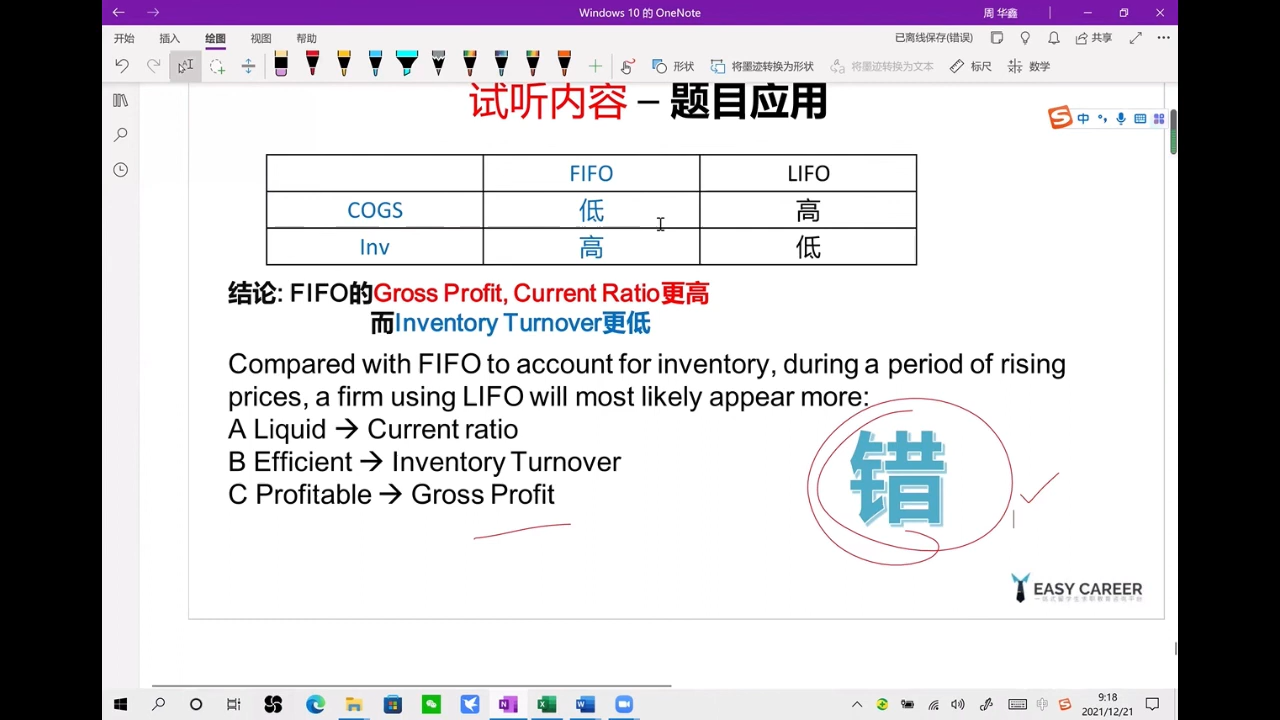 Windows 10 的 OneNote
周 华鑫
开始 插入 绘图 视图 帮助
已离线保存(错误)
共享
形状
将墨迹转换为形状
将墨迹转换为文本
标尺
数学
试听内容 – 题目应用
中
FIFO LIFO
COGS 低 高
Inv 高 低
结论: FIFO的Gross Profit, Current Ratio更高
而Inventory Turnover更低
Compared with FIFO to account for inventory, during a period of rising
prices, a firm using LIFO will most likely appear more:
A Liquid → Current ratio
B Efficient → Inventory Turnover
C Profitable → Gross Profit
错
EASY CAREER
9:18
2021/12/21